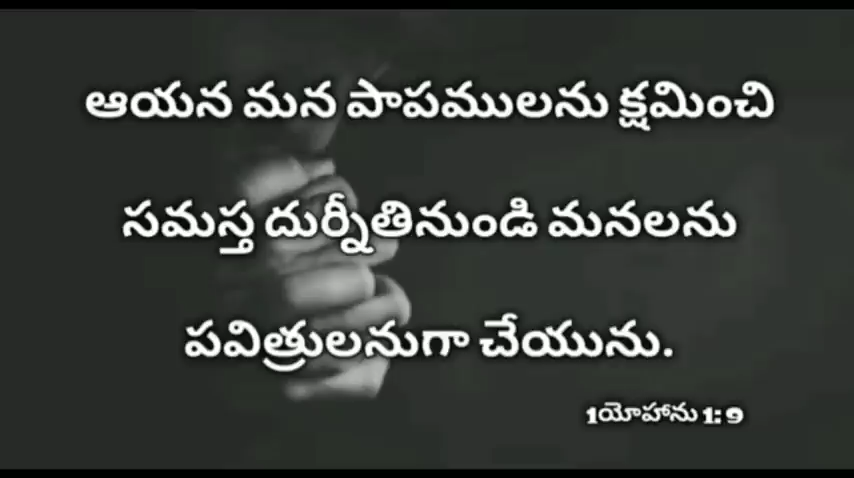 ఆయన మన పాపములను క్షమించి
సమస్త దుర్నీతినుండి మనలను
పవిత్రులనుగా చేయును.
1యోహాను 1: 9